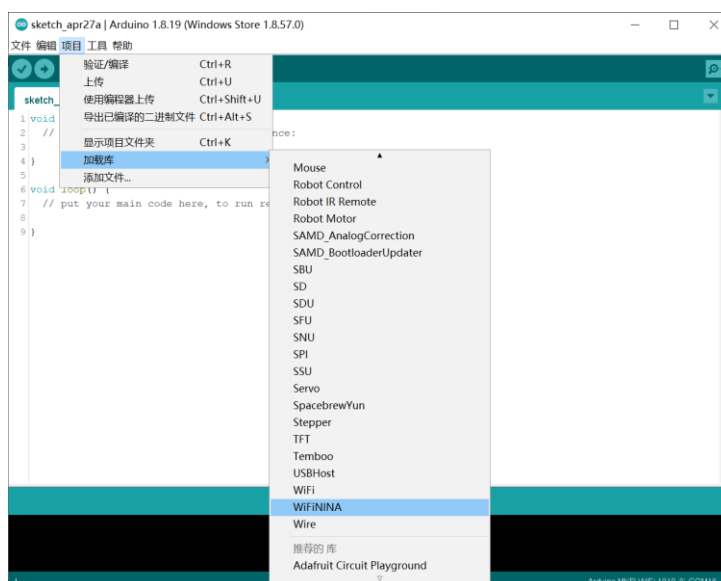 sketch_apr27a | Arduino 1.8.19 (Windows Store 1.8.57.0)
文件 编辑 项目 工具 帮助
验证/编译 Ctrl+R
上传 Ctrl+U
使用编程器上传 Ctrl+Shift+U
导出已编译的二进制文件 Ctrl+Alt+S
显示项目文件夹 Ctrl+K
加载库
添加文件...
sketch_
1 void
2 // nce:
3
4 }
5
6 void loop() {
7 // put your main code here, to run re
8
9 }
Mouse
Robot Control
Robot IR Remote
Robot Motor
SAMD_AnalogCorrection
SAMD_BootloaderUpdater
SBU
SD
SDU
SFU
SNU
SPI
SSU
Servo
SpacebrewYun
Stepper
TFT
Temboo
USBHost
WiFi
WiFiNINA
Wire
推荐的 库
Adafruit Circuit Playground